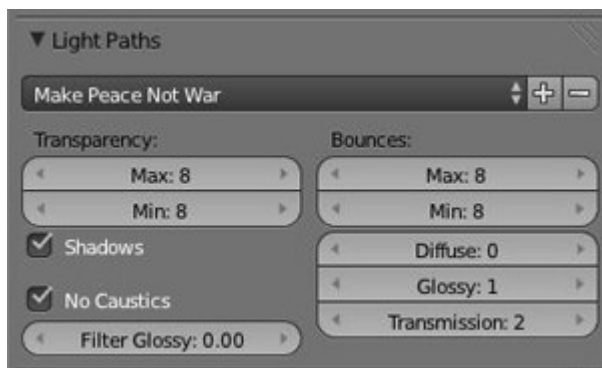 Light Paths
Make Peace Not War
Transparency:
Max: 8
Min: 8
Shadows
No Caustics
Filter Glossy: 0.00
Bounces:
Max: 8
Min: 8
Diffuse: 0
Glossy: 1
Transmission: 2